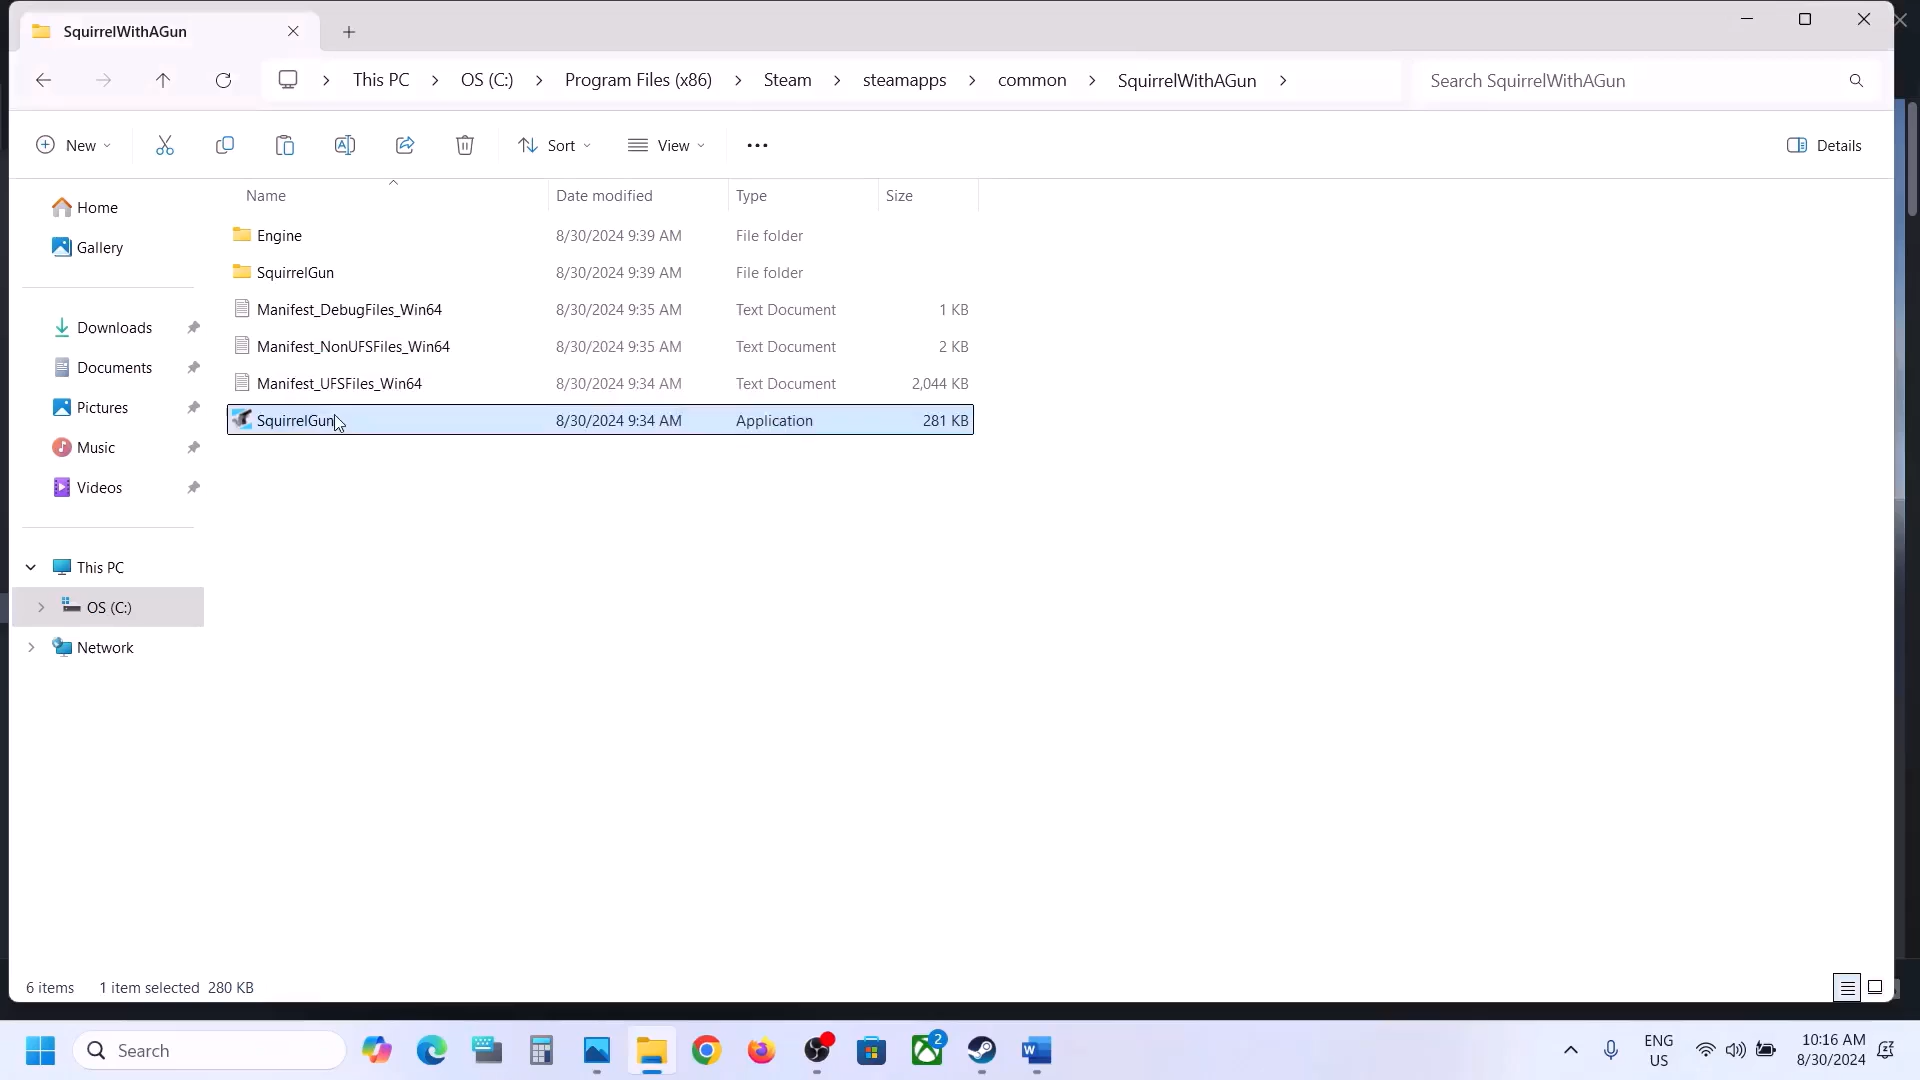 SquirrelWithAGun
This PC > OS (C:) > Program Files (x86) > Steam > steamapps > common > SquirrelWithAGun >
Search SquirrelWithAGun
New
Sort
View
Details
Name Date modified Type Size
Home
Gallery
Downloads
Documents
Pictures
Music
Videos
This PC
OS (C:)
Network
Engine 8/30/2024 9:39 AM File folder
SquirrelGun 8/30/2024 9:39 AM File folder
Manifest_DebugFiles_Win64 8/30/2024 9:35 AM Text Document 1 KB
Manifest_NonUFSFiles_Win64 8/30/2024 9:35 AM Text Document 2 KB
Manifest_UFSFiles_Win64 8/30/2024 9:34 AM Text Document 2,044 KB
SquirrelGun 8/30/2024 9:34 AM Application 281 KB
6 items 1 item selected 280 KB
Search
2
ENG
US
10:16 AM
8/30/2024